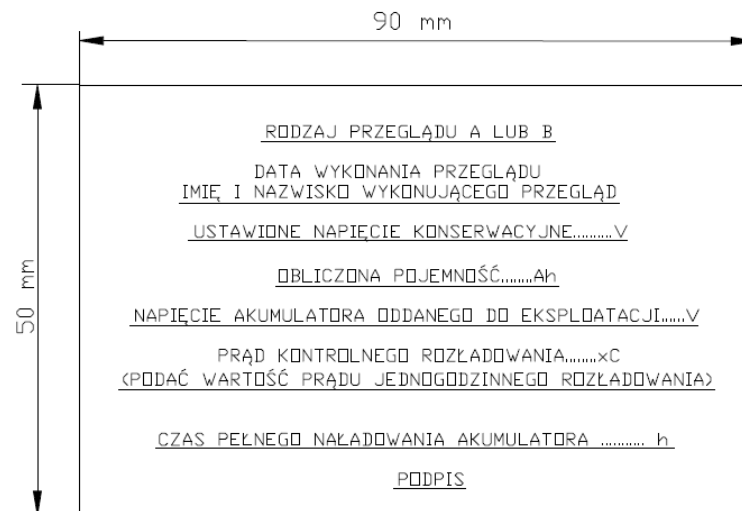 90 mm
50 mm
RODZAJ PRZEGLĄDU A LUB B
DATA WYKONANIA PRZEGLĄDU
IMIĘ I NAZWISKO WYKONUJĄCEGO PRZEGLĄD
USTAWIONE NAPIĘCIE KONSERWACYJNE..........V
OBLICZONA POJEMNOŚĆ........Ah
NAPIĘCIE AKUMULATORA ODDANEGO DO EKSPLOATACJI......V
PRĄD KONTROLNEGO ROZŁADOWANIA........xC
(PODAĆ WARTOŚĆ PRĄDU JEDNOGODZINNEGO ROZŁADOWANIA)
CZAS PEŁNEGO NAŁADOWANIA AKUMULATORA .......... h
PODPIS